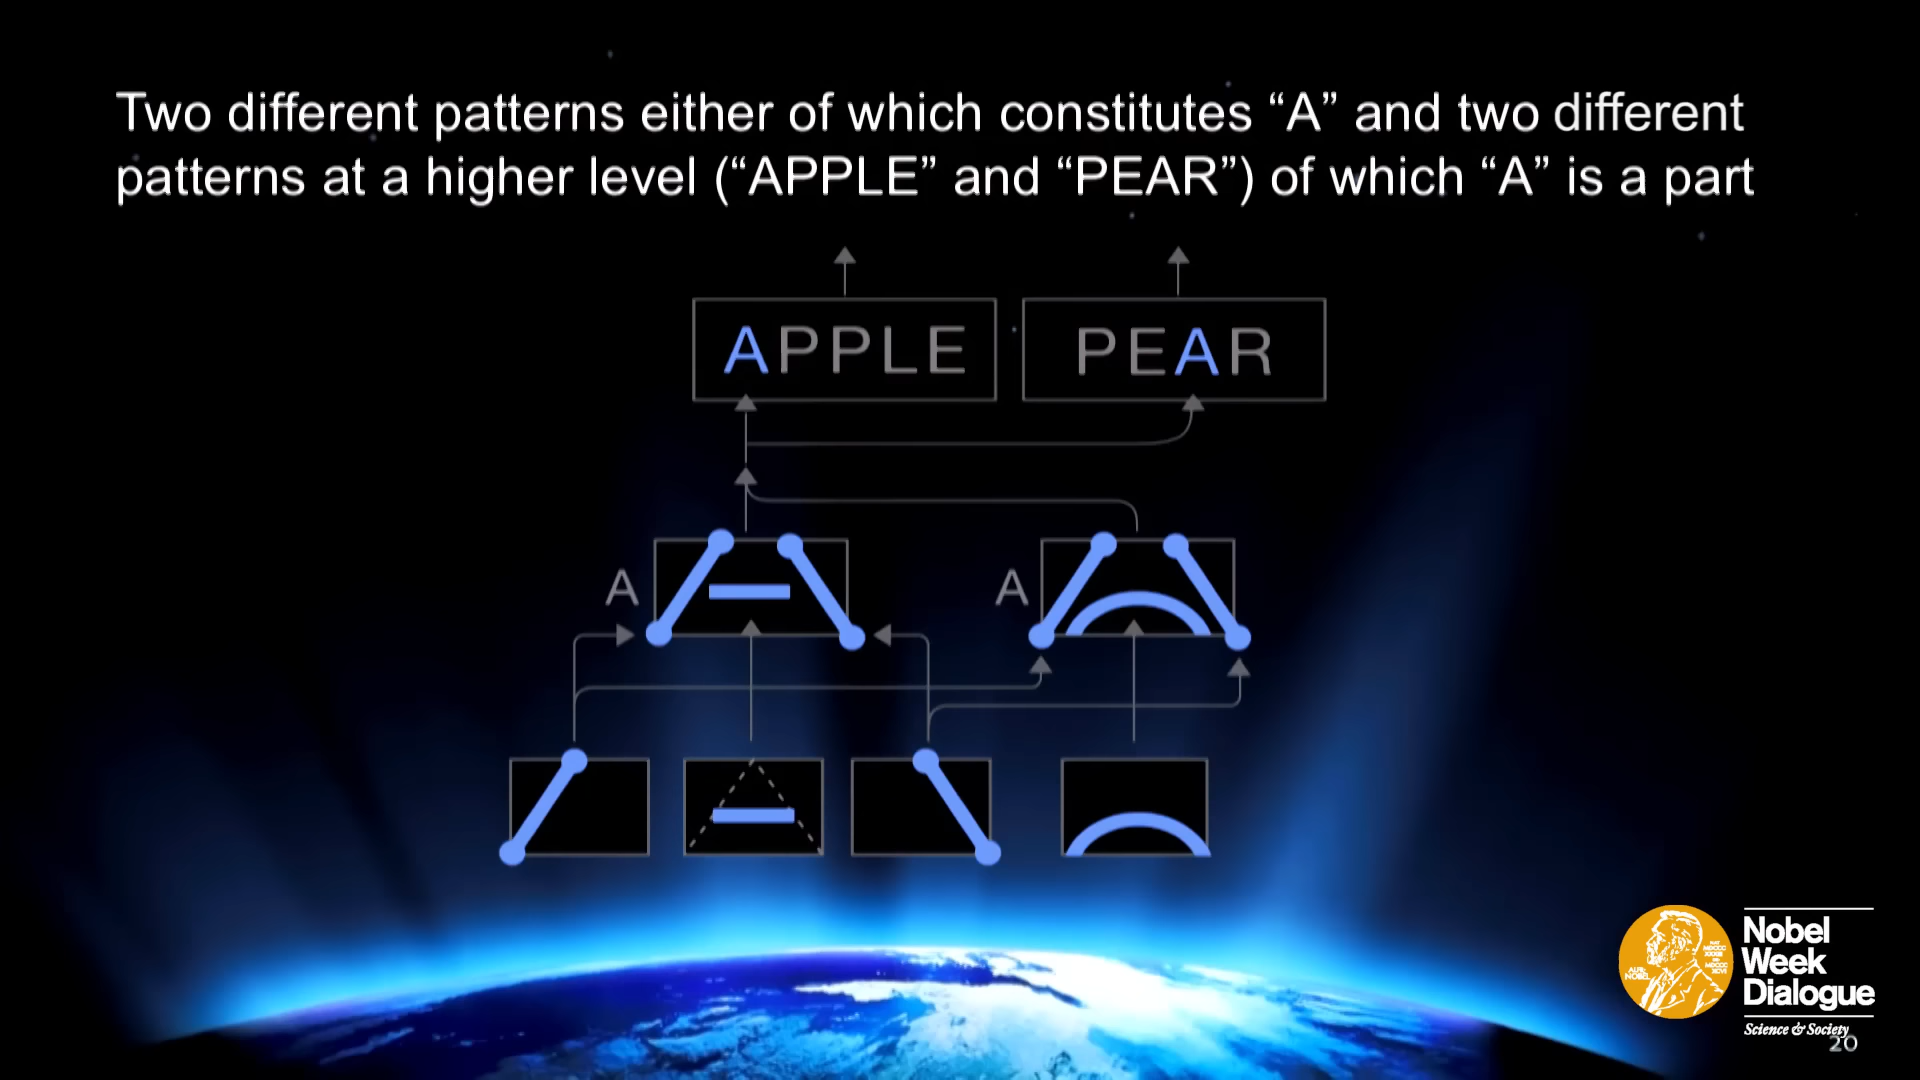 Two different patterns either of which constitutes “A” and two different
patterns at a higher level (“APPLE” and “PEAR”) of which “A” is a part
APPLE
PEAR
A
A
Nobel
Week
Dialogue
Science & Society
20